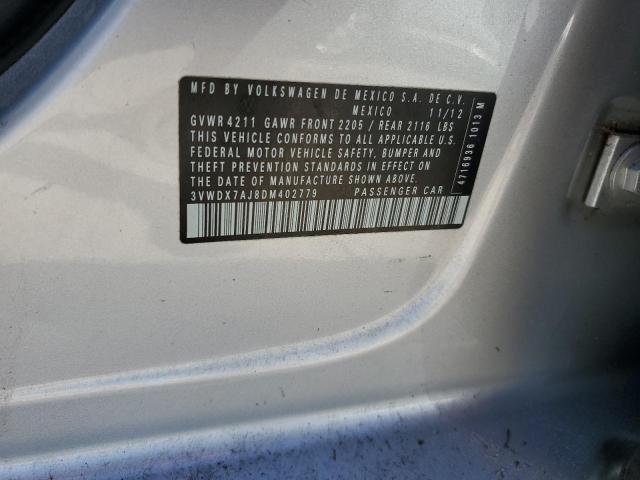 MFD BY VOLKSWAGEN DE MEXICO S.A. DE C.V.
MEXICO 11/12
GVWR 4211 GAWR FRONT 2205 / REAR 2116 LBS
THIS VEHICLE CONFORMS TO ALL APPLICABLE U.S.
FEDERAL MOTOR VEHICLE SAFETY, BUMPER AND
THEFT PREVENTION STANDARDS IN EFFECT ON
THE DATE OF MANUFACTURE SHOWN ABOVE.
3VWDX7AJ8DM402779 PASSENGER CAR
4716936 1013 M